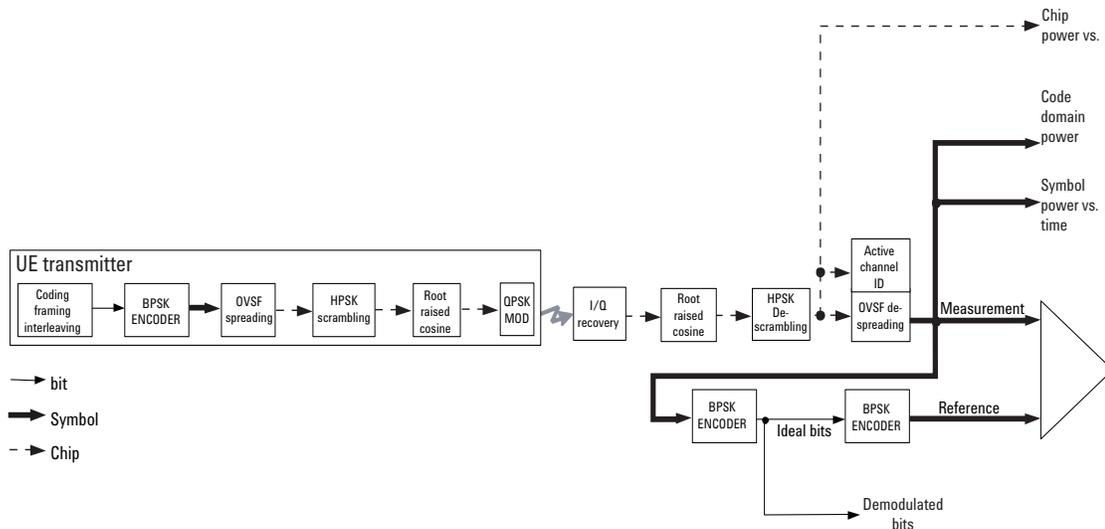 Chip
power vs.
Code
domain
power
Symbol
power vs.
time
UE transmitter
Coding
framing
interleaving
BPSK
ENCODER
OVSF
spreading
HPSK
scrambling
Root
raised
cosine
QPSK
MOD
I/Q
recovery
Root
raised
cosine
HPSK
De-
scrambling
Active
channel
ID
OVSF de-
spreading
Measurement
bit
Symbol
Chip
BPSK
ENCODER
Ideal bits
BPSK
ENCODER
Reference
Demodulated
bits